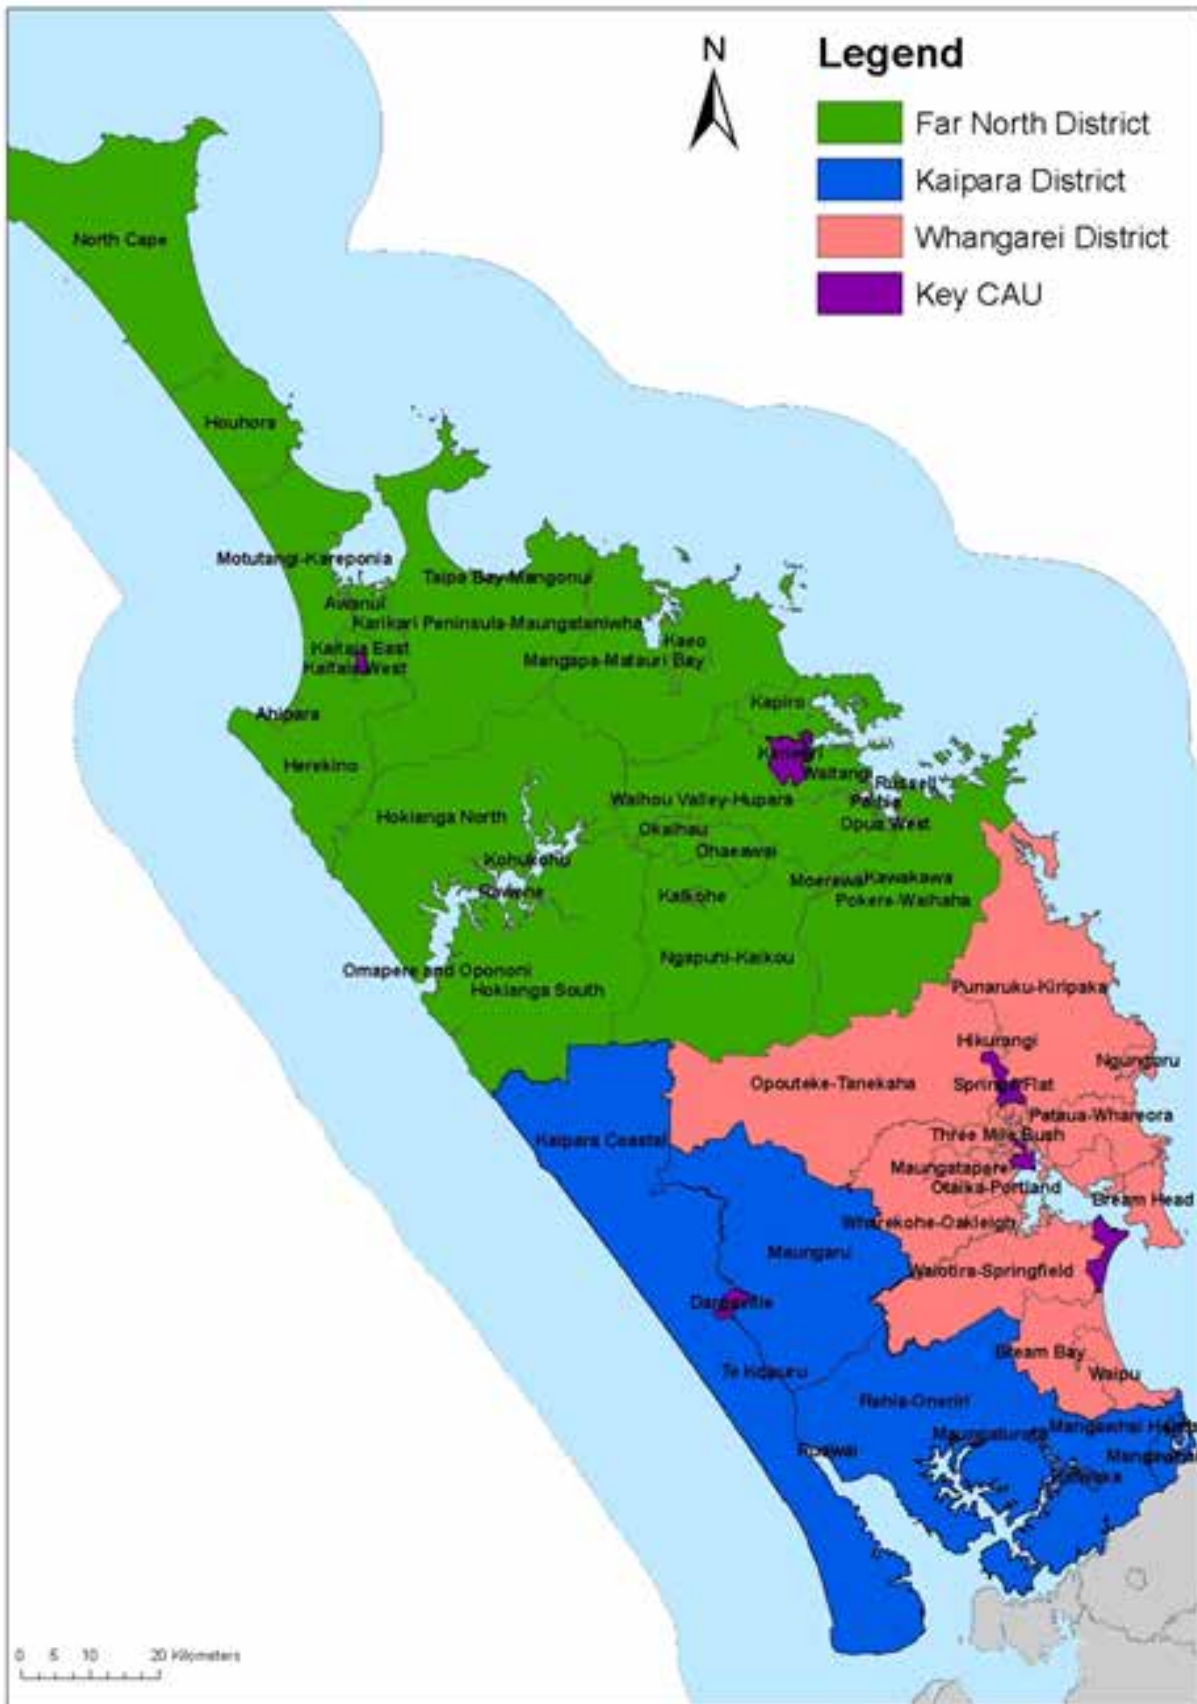 N
Legend
Far North District
Kaipara District
Whangarei District
Key CAU
North Cape
Houhora
Motutangi-Kareponia
Taipa Bay-Mangonui
Awanui
Karikari Peninsula-Maungataniwha
Kaitaia East
Kaeo
Kaitaia West
Mangapa-Matauri Bay
Kapiro
Ahipara
Kerikeri
Herekino
Waitangi
Russell
Waihou Valley-Hupara
Paihia
Hokianga North
Opua West
Okaihau
Ohaeawai
Kohukohu
Moerewa
Kawakawa
Rawene
Kaikohe
Pokere-Waihaha
Ngapuhi-Kaikou
Omapere and Opononi
Hokianga South
Punaruku-Kiripaka
Hikurangi
Ngunguru
Opouteke-Tanekaha
Springs Flat
Pataua-Whareora
Kaipara Coastal
Three Mile Bush
Maungatapere
Otaika-Portland
Bream Head
Wharekohe-Oakleigh
Maungaru
Waiotira-Springfield
Dargaville
Bream Bay
Te Kopuru
Waipu
Rehia-Oneriri
Maungaturoto
Mangawhai Heads
Ruawai
Mangawhai
Kaiwaka
0 5 10 20 Kilometers